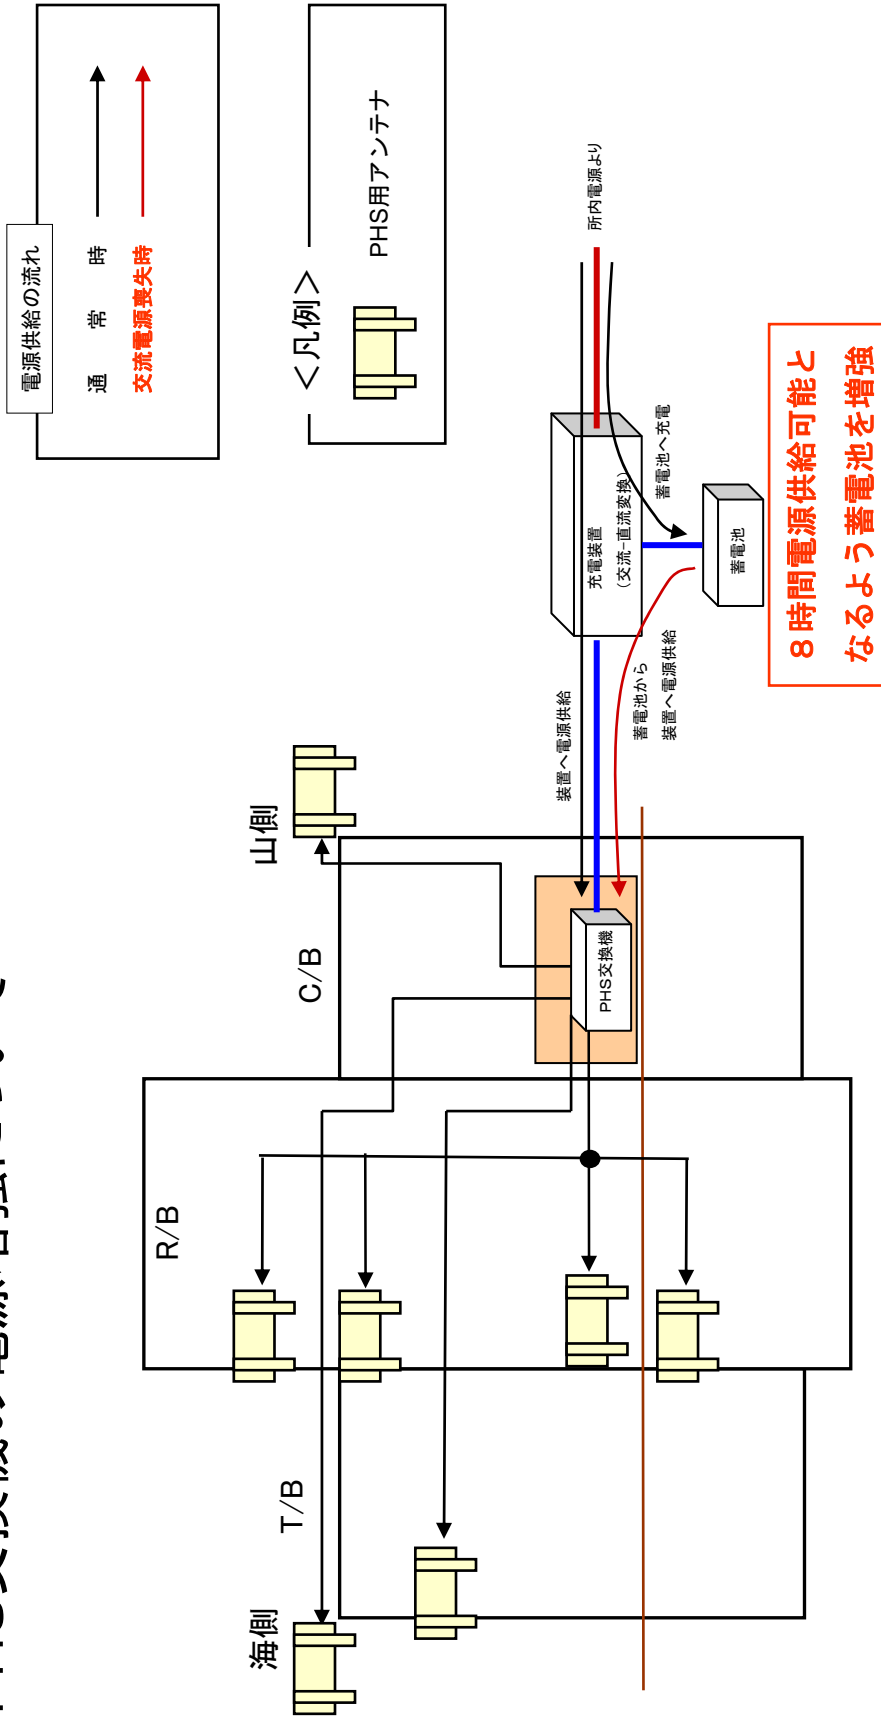 電源供給の流れ
通常時
交流電源喪失時
＜凡例＞
PHS用アンテナ
山側
C/B
R/B
T/B
海側
所内電源より
蓄電池へ充電
充電装置
（交流-直流変換）
蓄電池
装置へ電源供給
蓄電池から
装置へ電源供給
PHS交換機
８時間電源供給可能と
なるよう蓄電池を増強